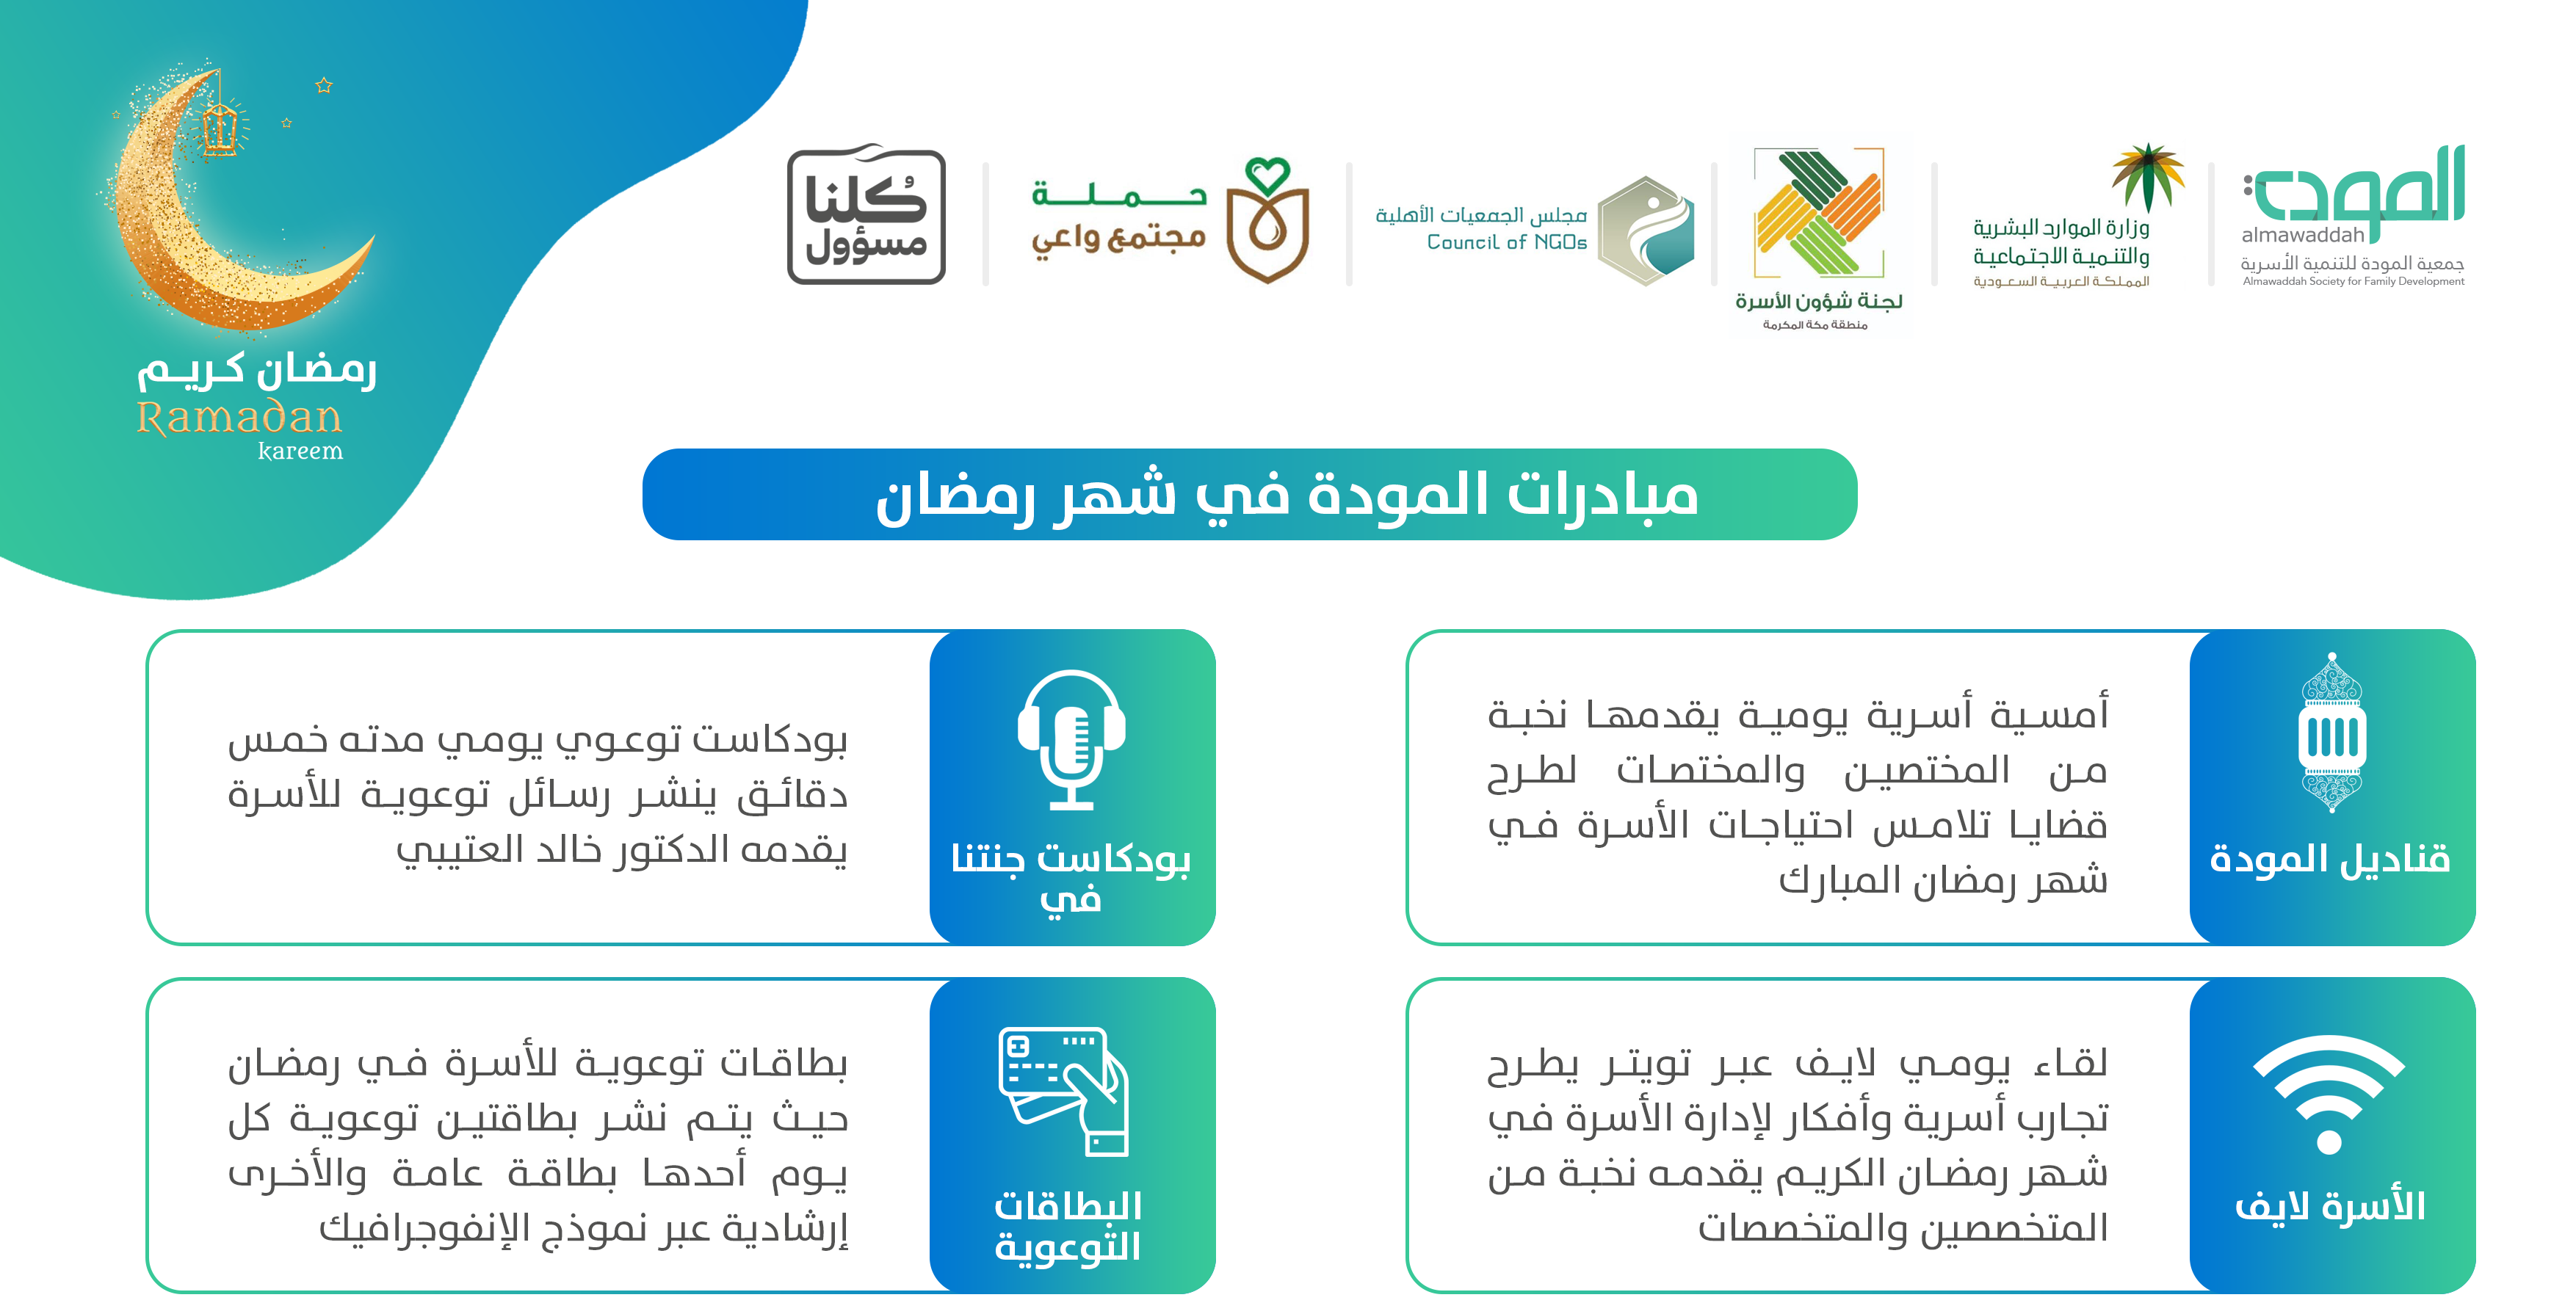 المودة
almawaddah
جمعية المودة للتنمية الأسرية
Almawaddah Society for Family Development
وزارة الموارد البشرية
والتنمية الاجتماعية
المملكة العربية السعودية
لجنة شؤون الأسرة
منطقة مكة المكرمة
مجلس الجمعيات الأهلية
Council of NGOs
حملة
مجتمع واعي
كُلنا
مسؤول
رمضان كريم
Ramadan
kareem
مبادرات المودة في شهر رمضان
قناديل المودة
أمسية أسرية يومية يقدمها نخبة
من المختصين والمختصات لطرح
قضايا تلامس احتياجات الأسرة في
شهر رمضان المبارك
بودكاست جنتنا
في
بودكاست توعوي يومي مدته خمس
دقائق ينشر رسائل توعوية للأسرة
يقدمه الدكتور خالد العتيبي
الأسرة لايف
لقاء يومي لايف عبر تويتر يطرح
تجارب أسرية وأفكار لإدارة الأسرة في
شهر رمضان الكريم يقدمه نخبة من
المتخصصين والمتخصصات
البطاقات
التوعوية
بطاقات توعوية للأسرة في رمضان
حيث يتم نشر بطاقتين توعوية كل
يوم أحدها بطاقة عامة والأخرى
إرشادية عبر نموذج الإنفوجرافيك